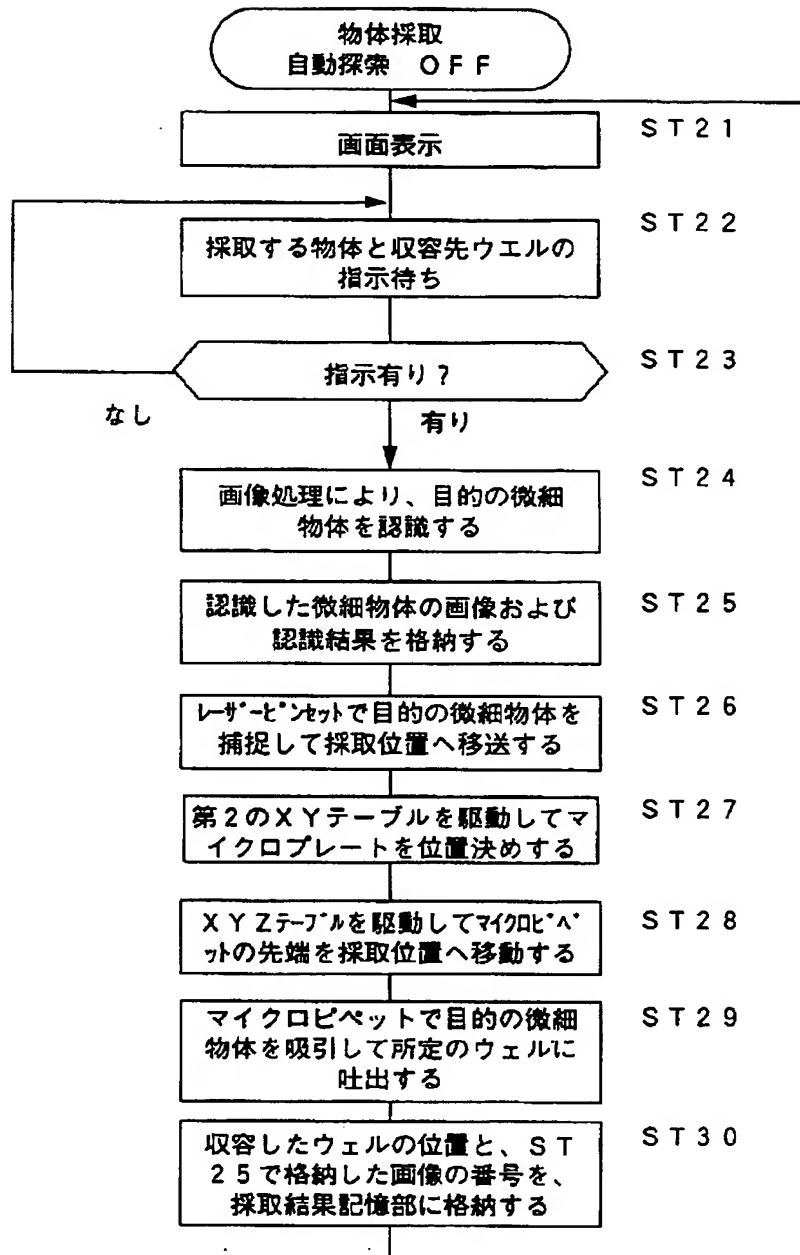 物体採取
自動探索 OFF
画面表示
ST21
採取する物体と収容先ウエルの
指示待ち
ST22
指示有り?
ST23
なし
有り
画像処理により、目的の微細
物体を認識する
ST24
認識した微細物体の画像および
認識結果を格納する
ST25
レーザーピンセットで目的の微細物体を
捕捉して採取位置へ移送する
ST26
第2のXYテーブルを駆動してマ
イクロプレートを位置決めする
ST27
XYZテーブルを駆動してマイクロピペ
ットの先端を採取位置へ移動する
ST28
マイクロピペットで目的の微細
物体を吸引して所定のウェルに
吐出する
ST29
収容したウェルの位置と、ST
25で格納した画像の番号を、
採取結果記憶部に格納する
ST30